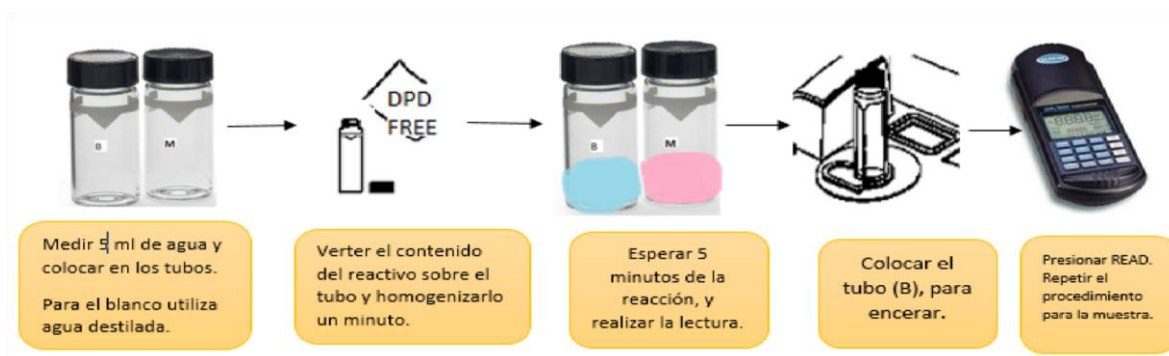 B
M
DPD
FREE
B
M
Medir 5 ml de agua y
colocar en los tubos.
Para el blanco utiliza
agua destilada.
Verter el contenido
del reactivo sobre el
tubo y homogenizarlo
un minuto.
Esperar 5
minutos de la
reacción, y
realizar la lectura.
Colocar el
tubo (B), para
encerar.
Presionar READ.
Repetir el
procedimiento
para la muestra.